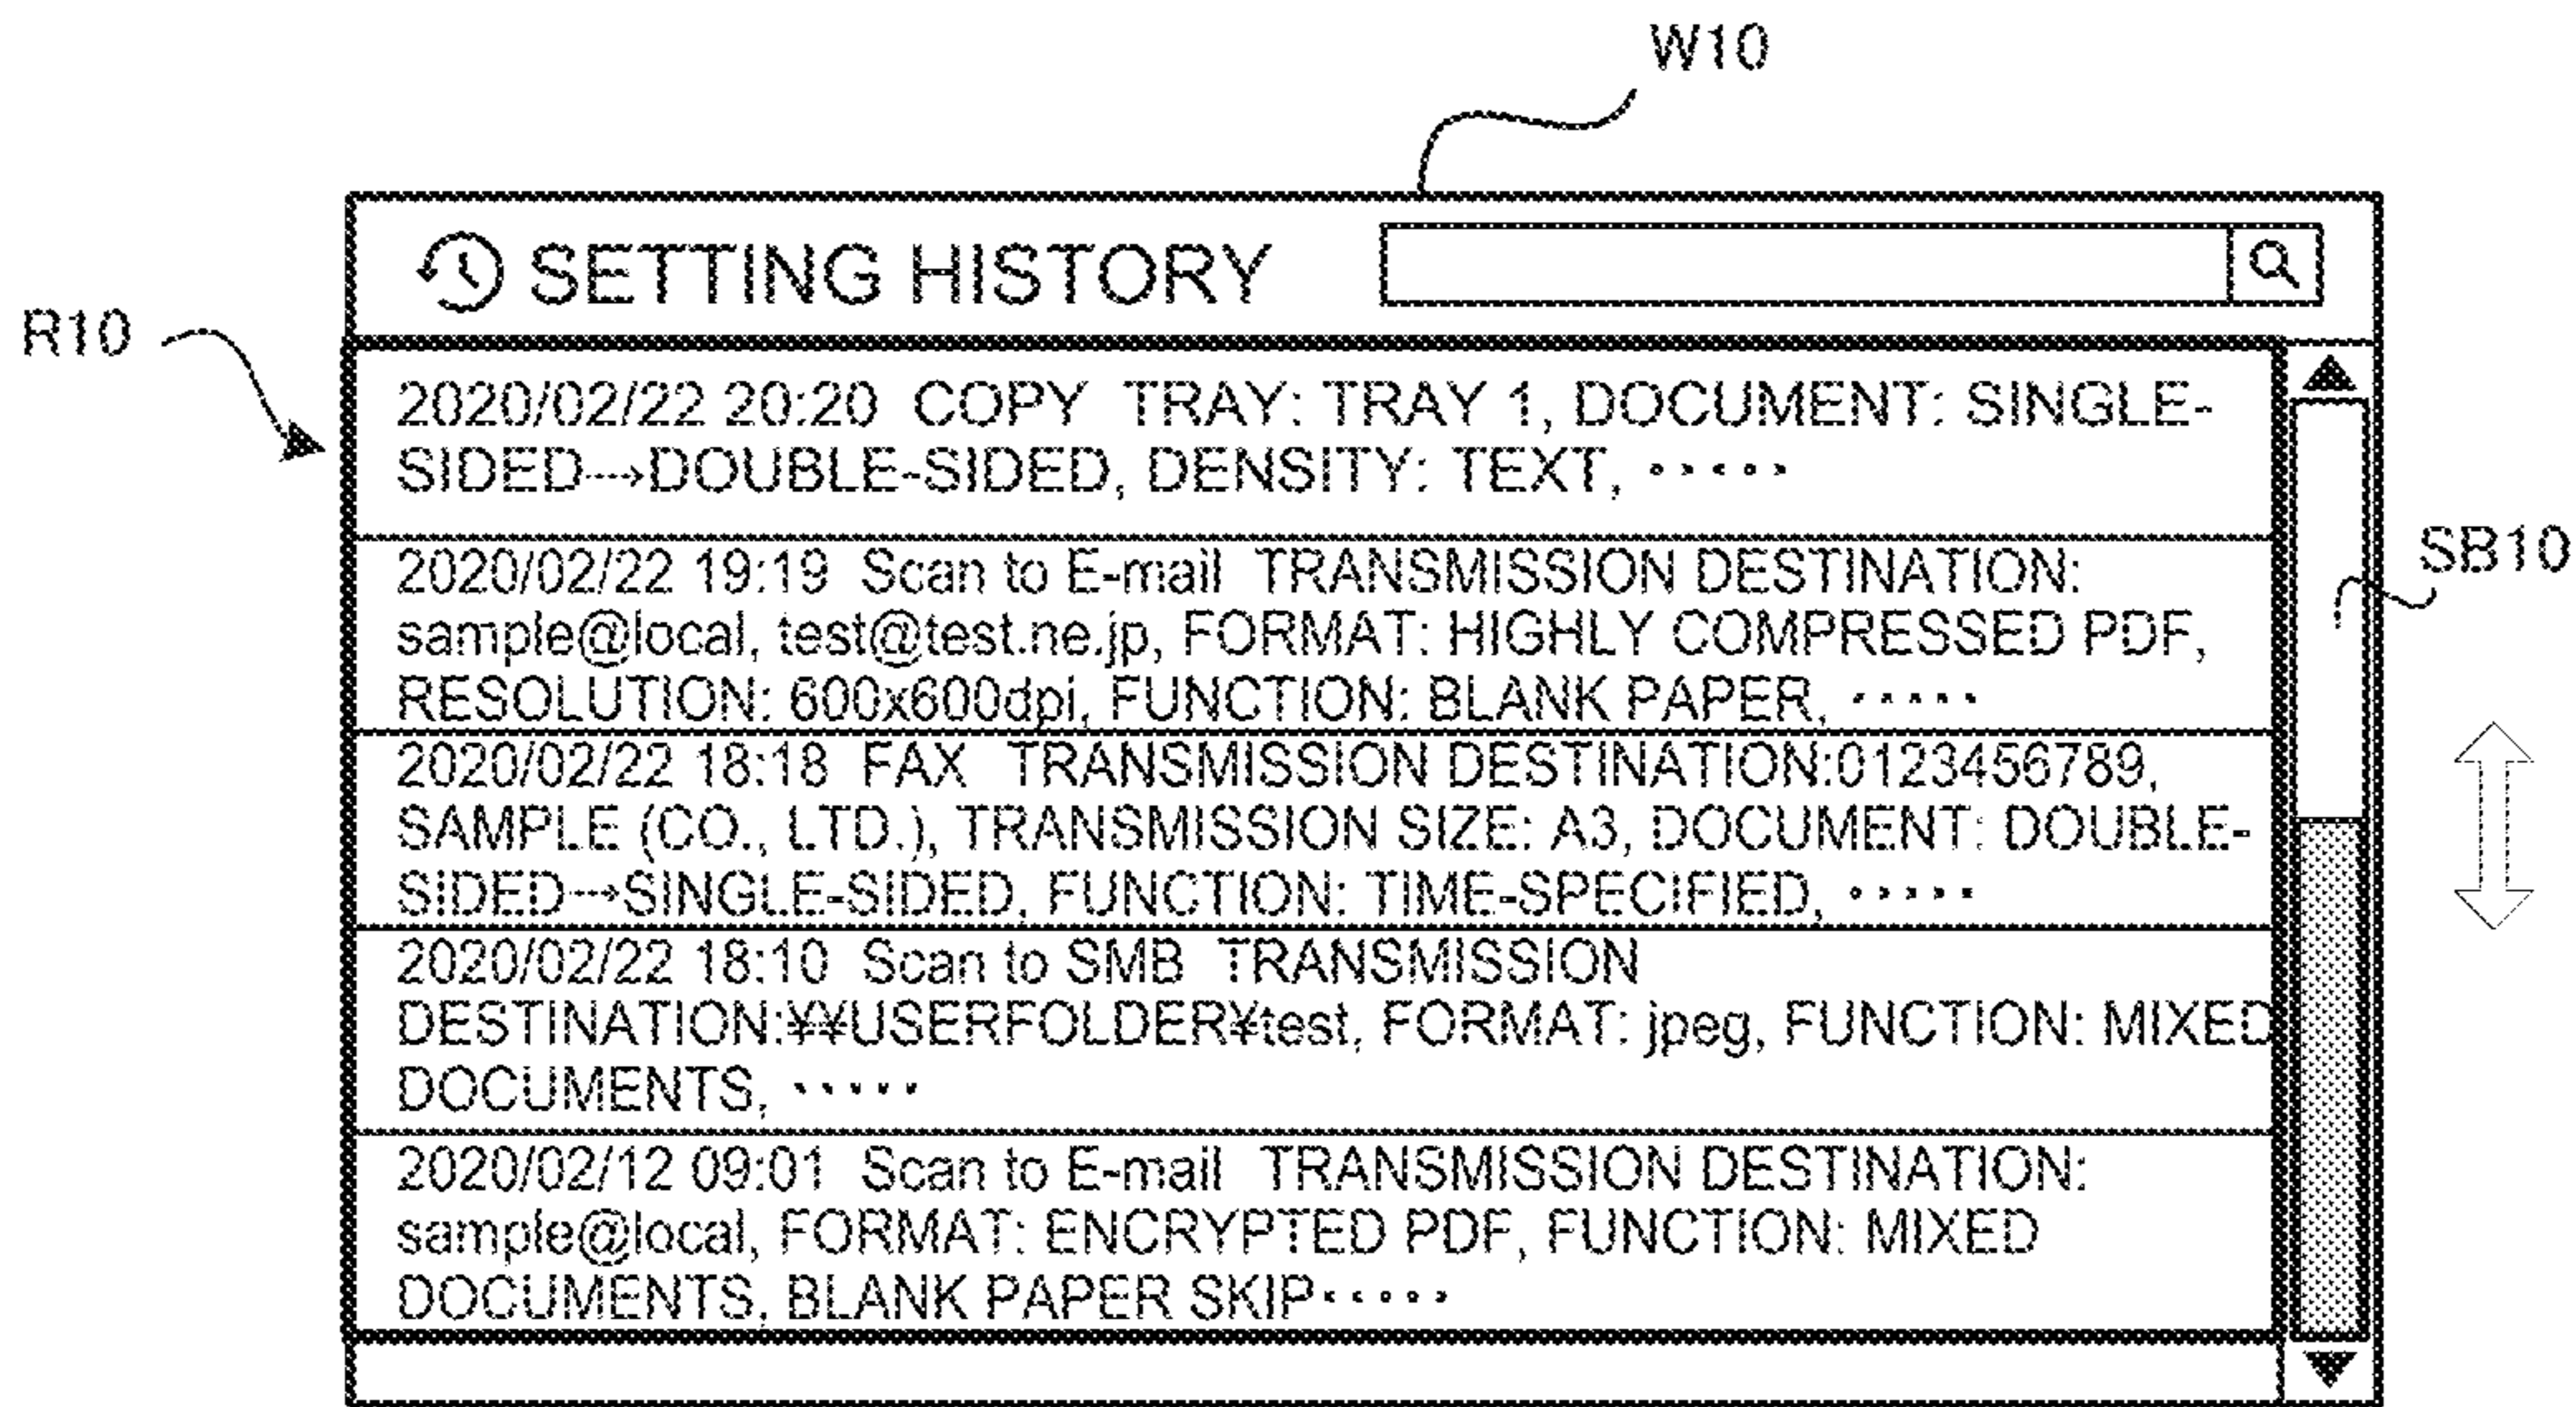 W10
SETTING HISTORY
R10
2020/02/22 20:20 COPY TRAY: TRAY 1, DOCUMENT: SINGLE-
SIDED→DOUBLE-SIDED, DENSITY: TEXT, ·····
SB10
2020/02/22 19:19 Scan to E-mail TRANSMISSION DESTINATION:
sample@local, test@test.ne.jp, FORMAT: HIGHLY COMPRESSED PDF,
RESOLUTION: 600x600dpi, FUNCTION: BLANK PAPER, ·····
2020/02/22 18:18 FAX TRANSMISSION DESTINATION:0123456789,
SAMPLE (CO., LTD.), TRANSMISSION SIZE: A3, DOCUMENT: DOUBLE-
SIDED→SINGLE-SIDED, FUNCTION: TIME-SPECIFIED, ·····
2020/02/22 18:10 Scan to SMB TRANSMISSION
DESTINATION:¥¥USERFOLDER¥test, FORMAT: jpeg, FUNCTION: MIXED
DOCUMENTS, ·····
2020/02/12 09:01 Scan to E-mail TRANSMISSION DESTINATION:
sample@local, FORMAT: ENCRYPTED PDF, FUNCTION: MIXED
DOCUMENTS, BLANK PAPER SKIP·····